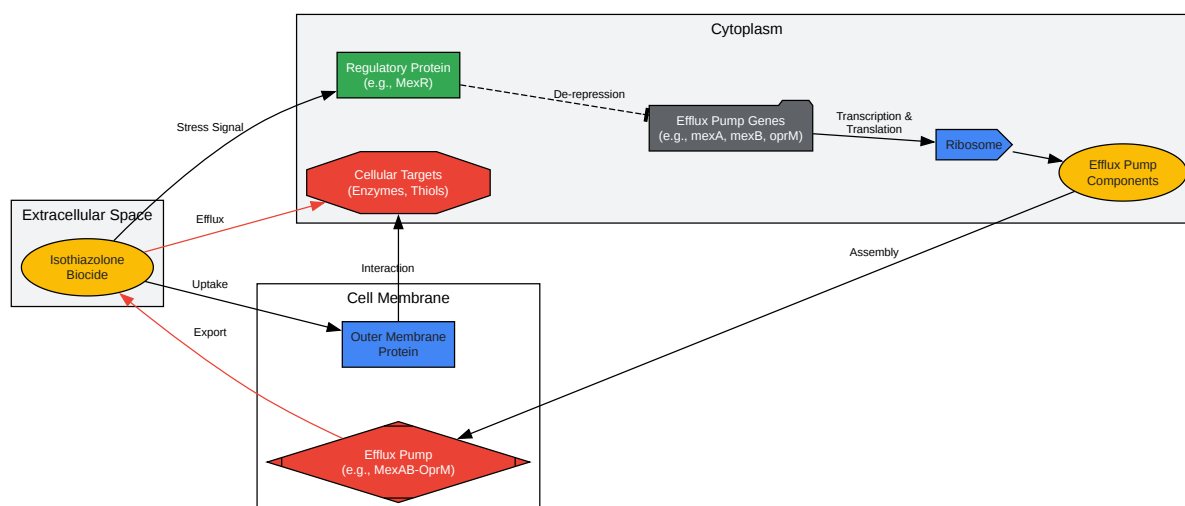 Cytoplasm
Regulatory Protein
(e.g., MexR)
De-repression
Efflux Pump Genes
(e.g., mexA, mexB, oprM)
Transcription &
Translation
Ribosome
Efflux Pump
Components
Stress Signal
Cellular Targets
(Enzymes, Thiols)
Extracellular Space
Efflux
Isothiazolone
Biocide
Assembly
Interaction
Uptake
Cell Membrane
Export
Outer Membrane
Protein
Efflux Pump
(e.g., MexAB-OprM)